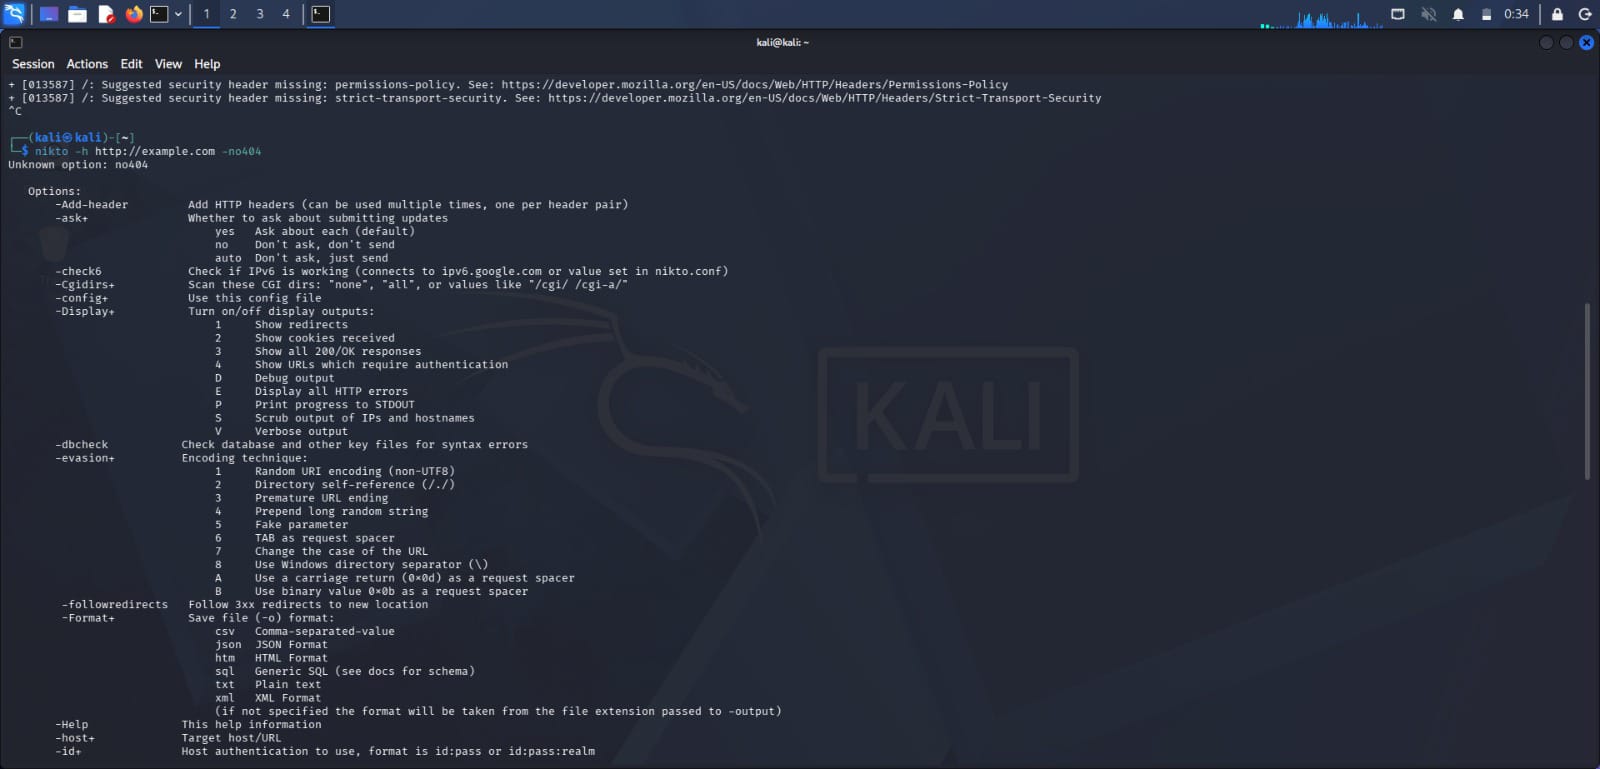 1 2 3 4 0:34
kali@kali: ~
Session Actions Edit View Help
+ [013587] /: Suggested security header missing: permissions-policy. See: https://developer.mozilla.org/en-US/docs/Web/HTTP/Headers/Permissions-Policy
+ [013587] /: Suggested security header missing: strict-transport-security. See: https://developer.mozilla.org/en-US/docs/Web/HTTP/Headers/Strict-Transport-Security
^C
┌──(kali㉿kali)-[~]
└─$ nikto -h http://example.com -no404
Unknown option: no404
Options:
-Add-header Add HTTP headers (can be used multiple times, one per header pair)
-ask+ Whether to ask about submitting updates
yes Ask about each (default)
no Don't ask, don't send
auto Don't ask, just send
-check6 Check if IPv6 is working (connects to ipv6.google.com or value set in nikto.conf)
-Cgidirs+ Scan these CGI dirs: "none", "all", or values like "/cgi/ /cgi-a/"
-config+ Use this config file
-Display+ Turn on/off display outputs:
1 Show redirects
2 Show cookies received
3 Show all 200/OK responses
4 Show URLs which require authentication
D Debug output
E Display all HTTP errors
P Print progress to STDOUT
S Scrub output of IPs and hostnames
V Verbose output
-dbcheck Check database and other key files for syntax errors
-evasion+ Encoding technique:
1 Random URI encoding (non-UTF8)
2 Directory self-reference (/./)
3 Premature URL ending
4 Prepend long random string
5 Fake parameter
6 TAB as request spacer
7 Change the case of the URL
8 Use Windows directory separator (\)
A Use a carriage return (0×0d) as a request spacer
B Use binary value 0×0b as a request spacer
-followredirects Follow 3xx redirects to new location
-Format+ Save file (-o) format:
csv Comma-separated-value
json JSON Format
htm HTML Format
sql Generic SQL (see docs for schema)
txt Plain text
xml XML Format
(if not specified the format will be taken from the file extension passed to -output)
-Help This help information
-host+ Target host/URL
-id+ Host authentication to use, format is id:pass or id:pass:realm
KALI